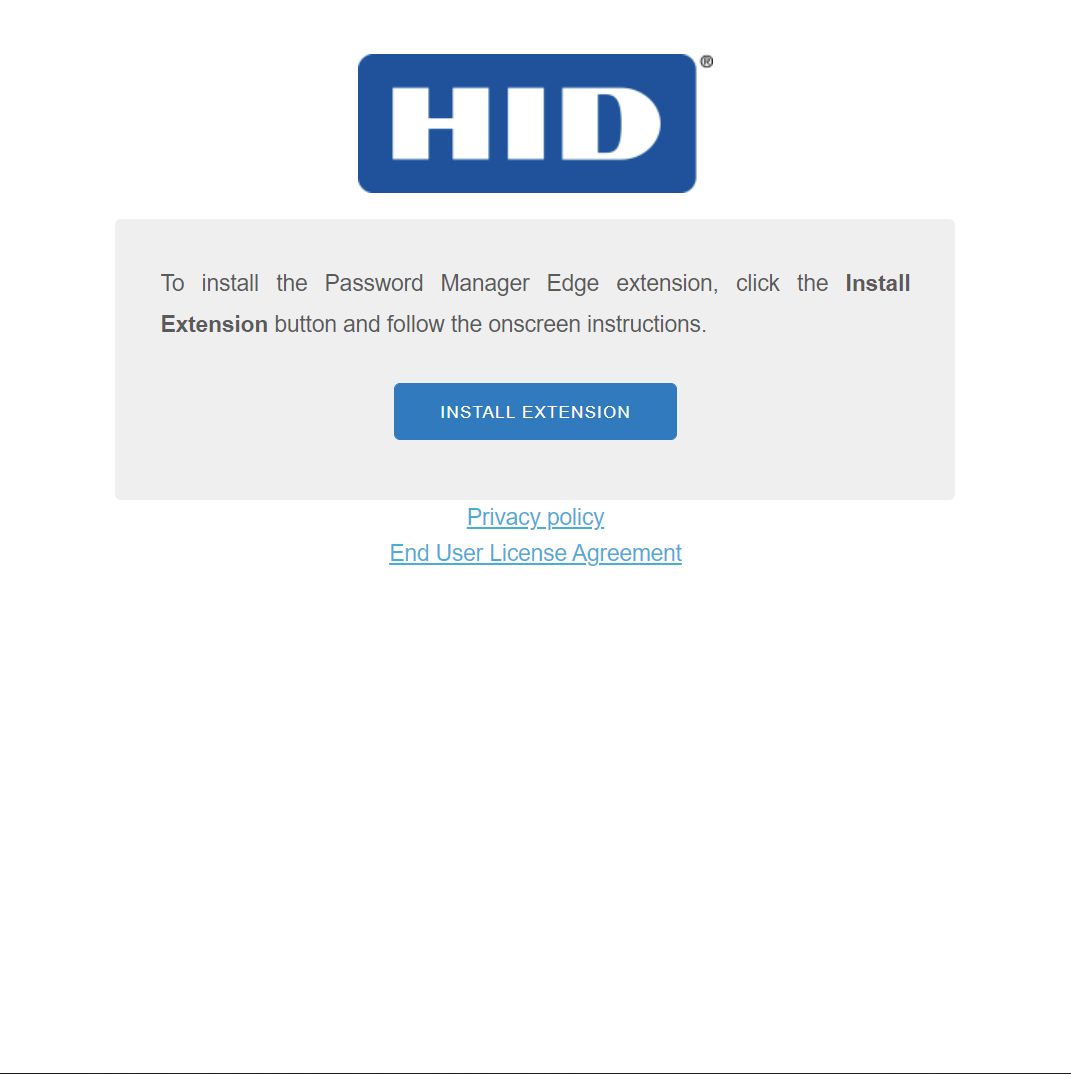 HID®
To install the Password Manager Edge extension, click the Install
Extension button and follow the onscreen instructions.
INSTALL EXTENSION
Privacy policy
End User License Agreement